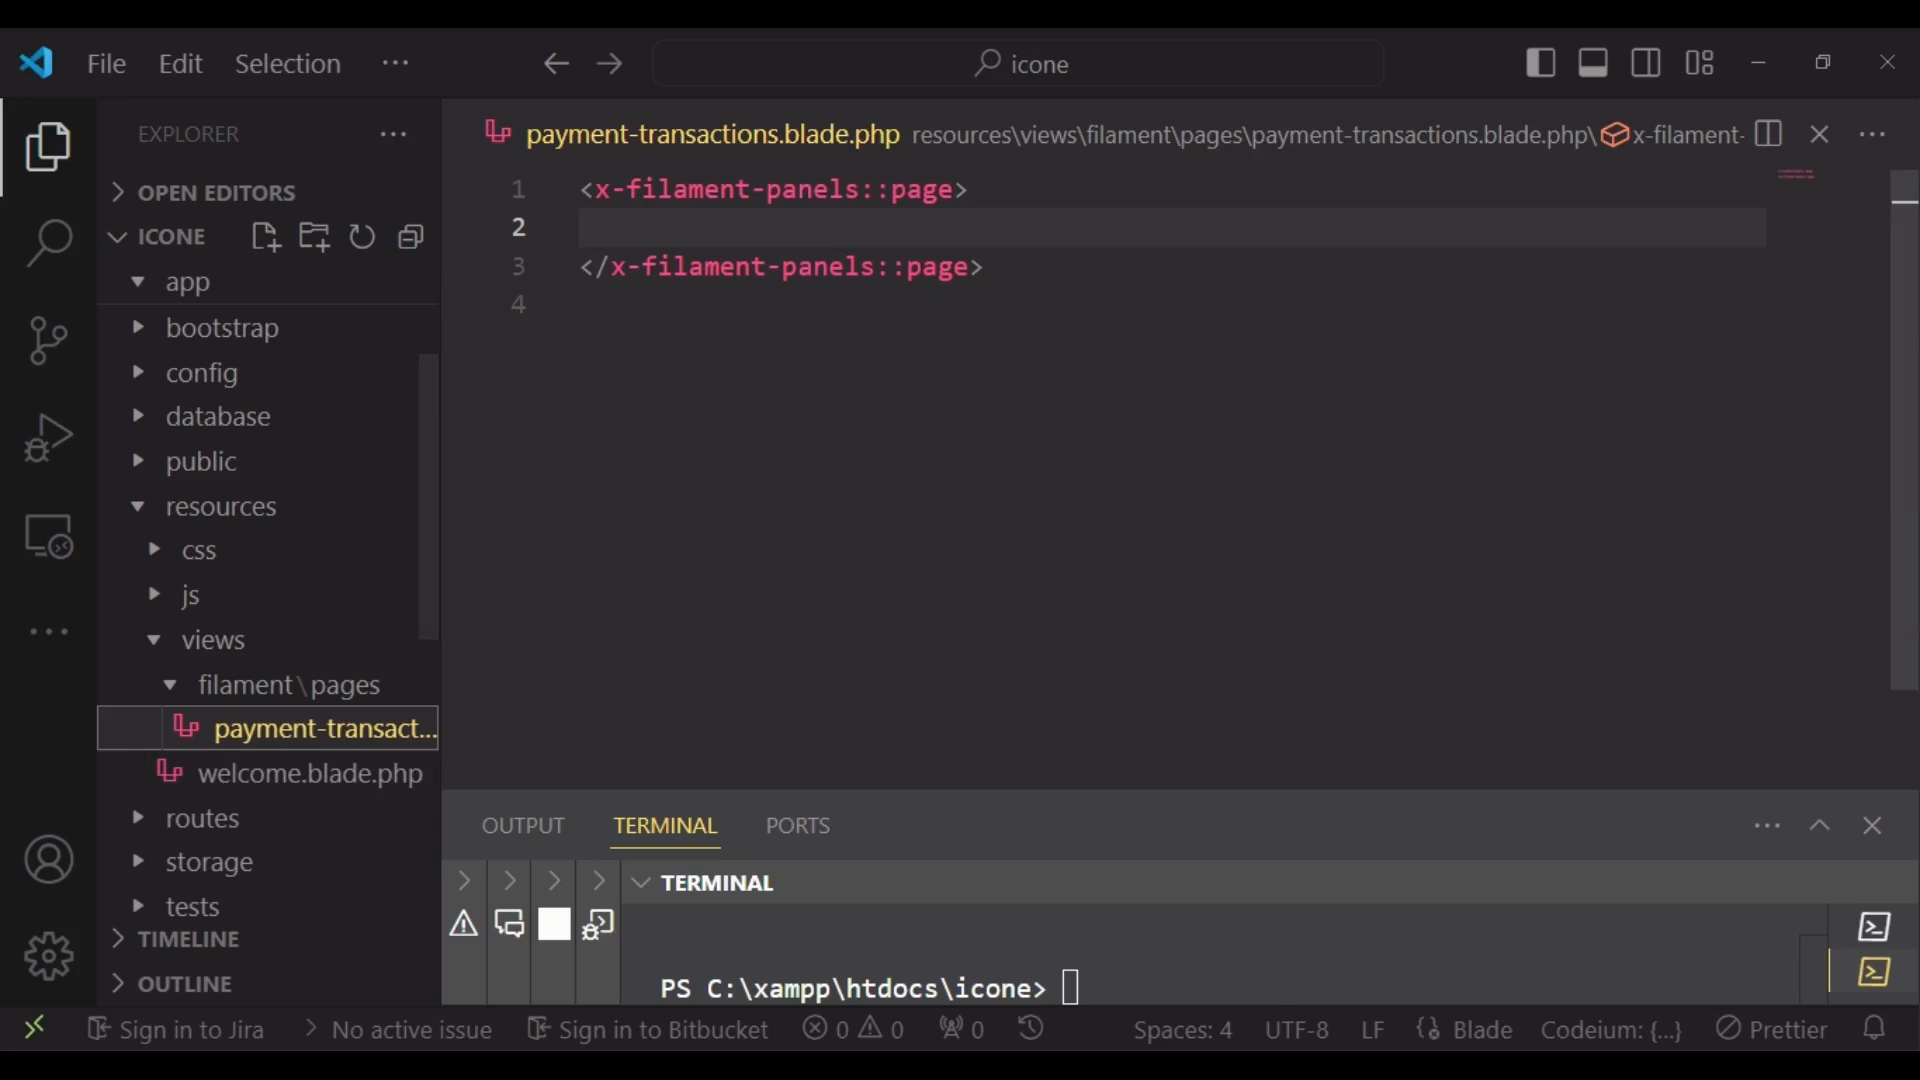 File Edit Selection ···
icone
EXPLORER ···
OPEN EDITORS
ICONE
app
bootstrap
config
database
public
resources
css
js
views
filament\pages
payment-transact...
welcome.blade.php
routes
storage
tests
TIMELINE
OUTLINE
payment-transactions.blade.php resources\views\filament\pages\payment-transactions.blade.php\ x-filament-
1 <x-filament-panels::page>
2
3 </x-filament-panels::page>
4
OUTPUT TERMINAL PORTS
TERMINAL
PS C:\xampp\htdocs\icone>
Sign in to Jira No active issue Sign in to Bitbucket 0 0 0 Spaces: 4 UTF-8 LF Blade Codeium: {...} Prettier